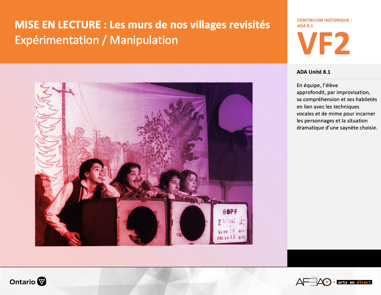 MISE EN LECTURE : Les murs de nos villages revisités
Expérimentation / Manipulation
CONTINUUM HISTORIQUE :
ADA 8.1
VF2
ADA Unité 8.1
En équipe, l'élève
approfondit, par improvisation,
sa compréhension et ses habiletés
en lien avec les techniques
vocales et de mime pour incarner
les personnages et la situation
dramatique d'une saynète choisie.
BOPF
Ontario
arts en direct